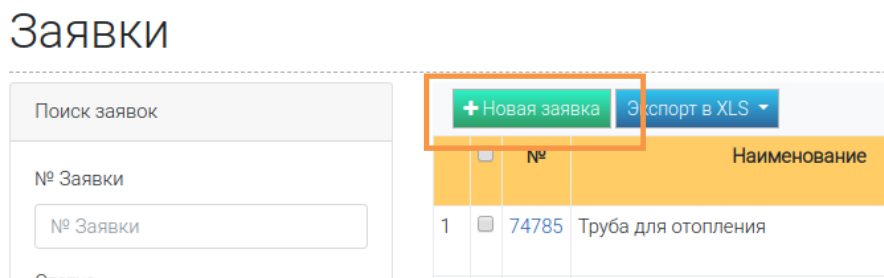 Заявки
Поиск заявок
№ Заявки
№ Заявки
+ Новая заявка
Экспорт в XLS
№ Наименование
1 74785 Труба для отопления